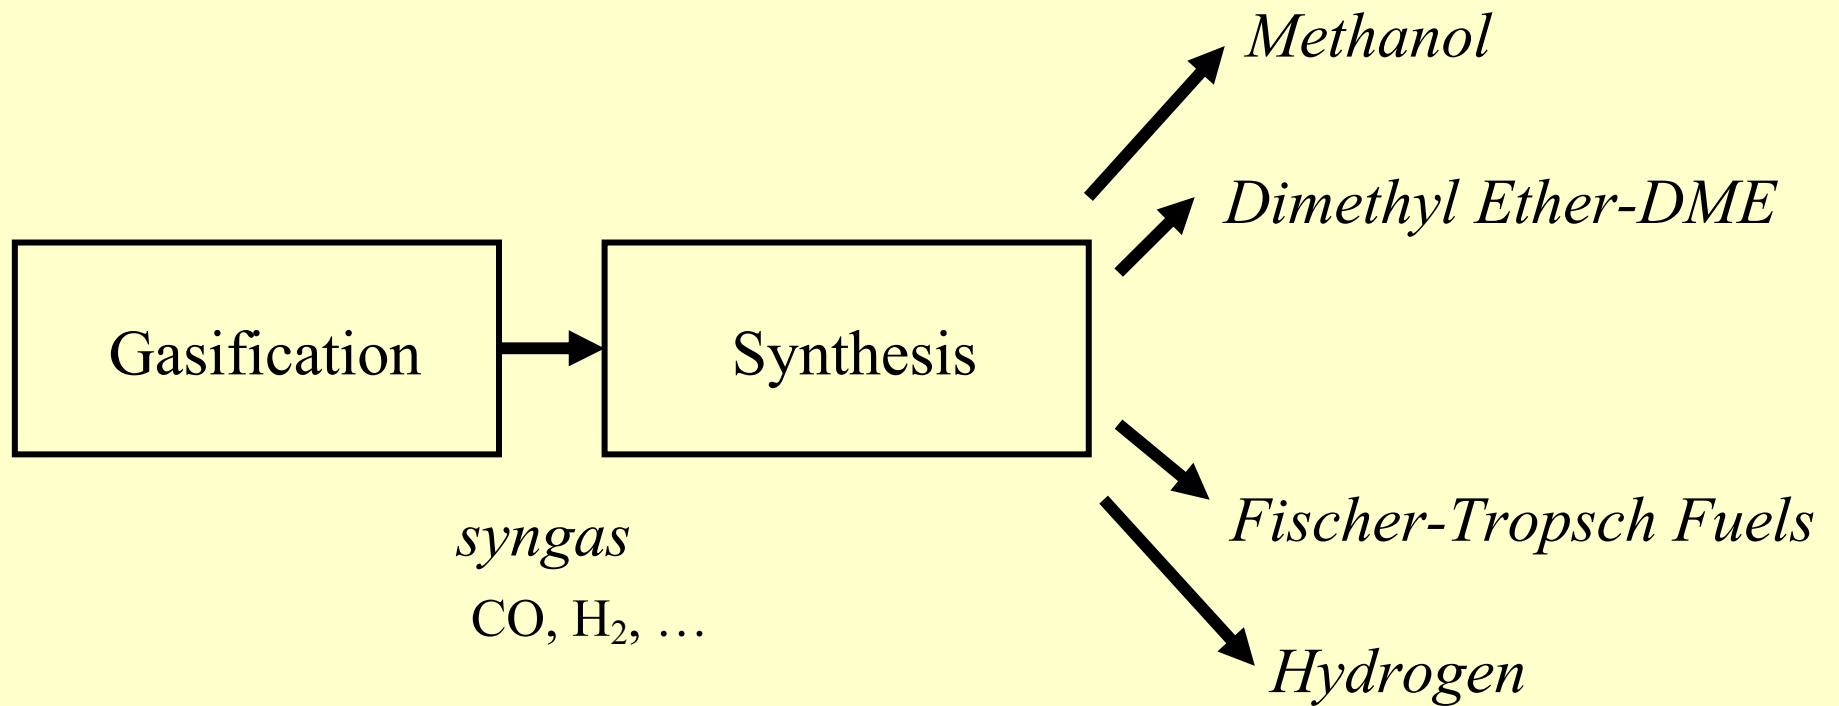 Methanol
Dimethyl Ether-DME
Gasification
Synthesis
Fischer-Tropsch Fuels
syngas
CO, H₂, …
Hydrogen